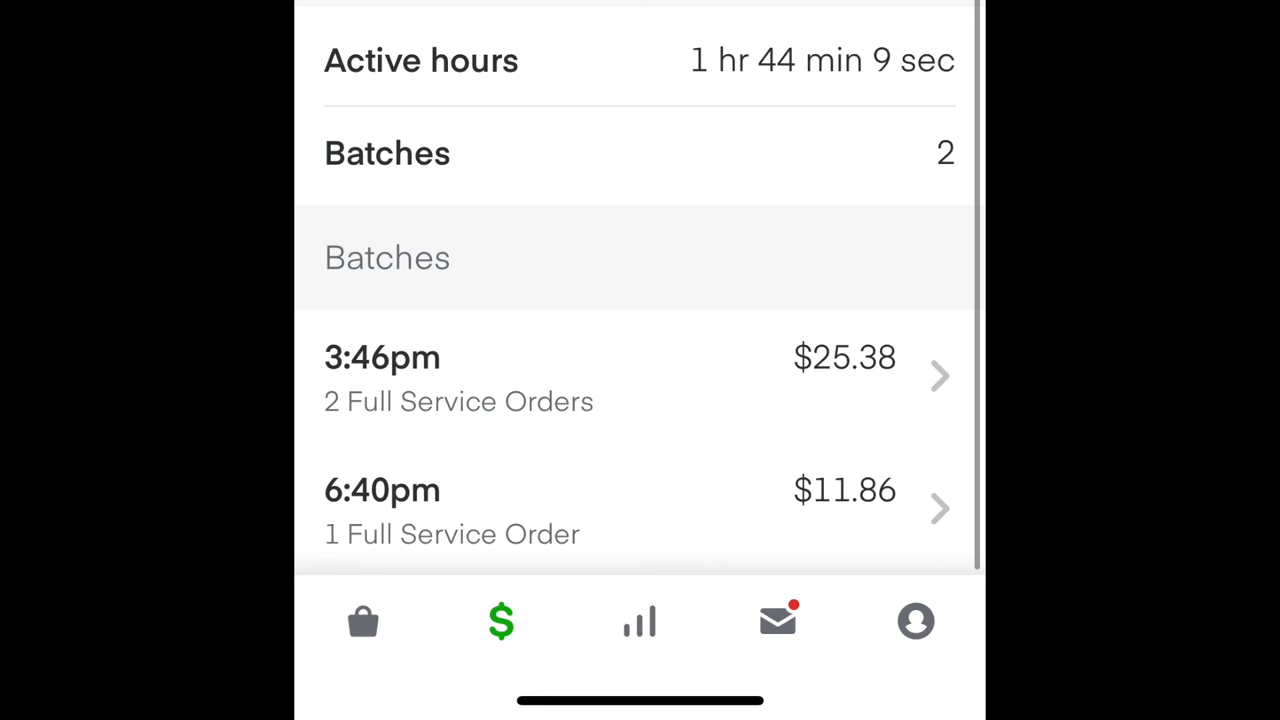 Active hours 1 hr 44 min 9 sec
Batches 2
Batches
3:46pm $25.38
2 Full Service Orders
6:40pm $11.86
1 Full Service Order
$